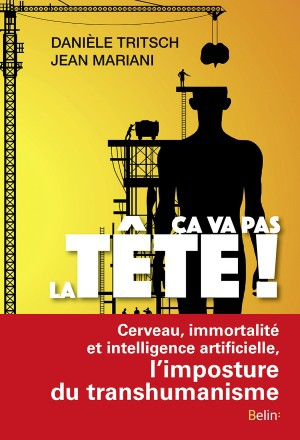 DANIÈLE TRITSCH
JEAN MARIANI
ÇA VA PAS
LA TÊTE !
Cerveau, immortalité
et intelligence artificielle,
l'imposture
du transhumanisme
Belin: